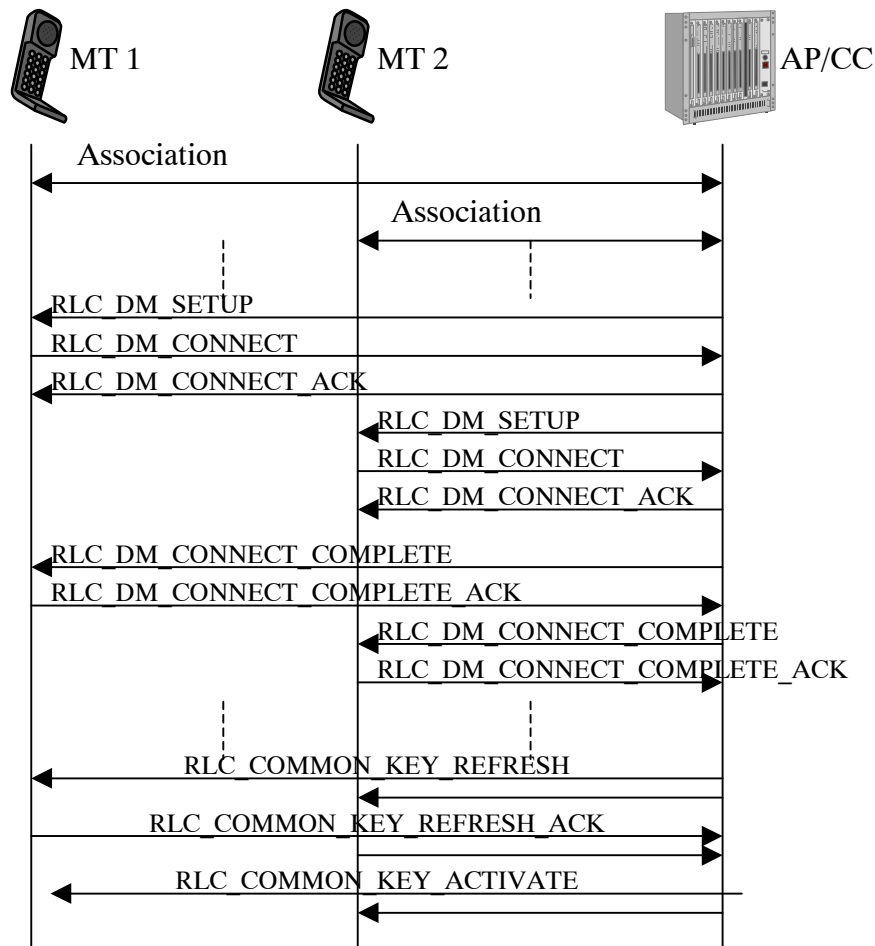 MT 1
MT 2
AP/CC
Association
Association
RLC_DM_SETUP
RLC_DM_CONNECT
RLC_DM_CONNECT_ACK
RLC_DM_SETUP
RLC_DM_CONNECT
RLC_DM_CONNECT_ACK
RLC_DM_CONNECT_COMPLETE
RLC_DM_CONNECT_COMPLETE_ACK
RLC_DM_CONNECT_COMPLETE
RLC_DM_CONNECT_COMPLETE_ACK
RLC_COMMON_KEY_REFRESH
RLC_COMMON_KEY_REFRESH_ACK
RLC_COMMON_KEY_ACTIVATE